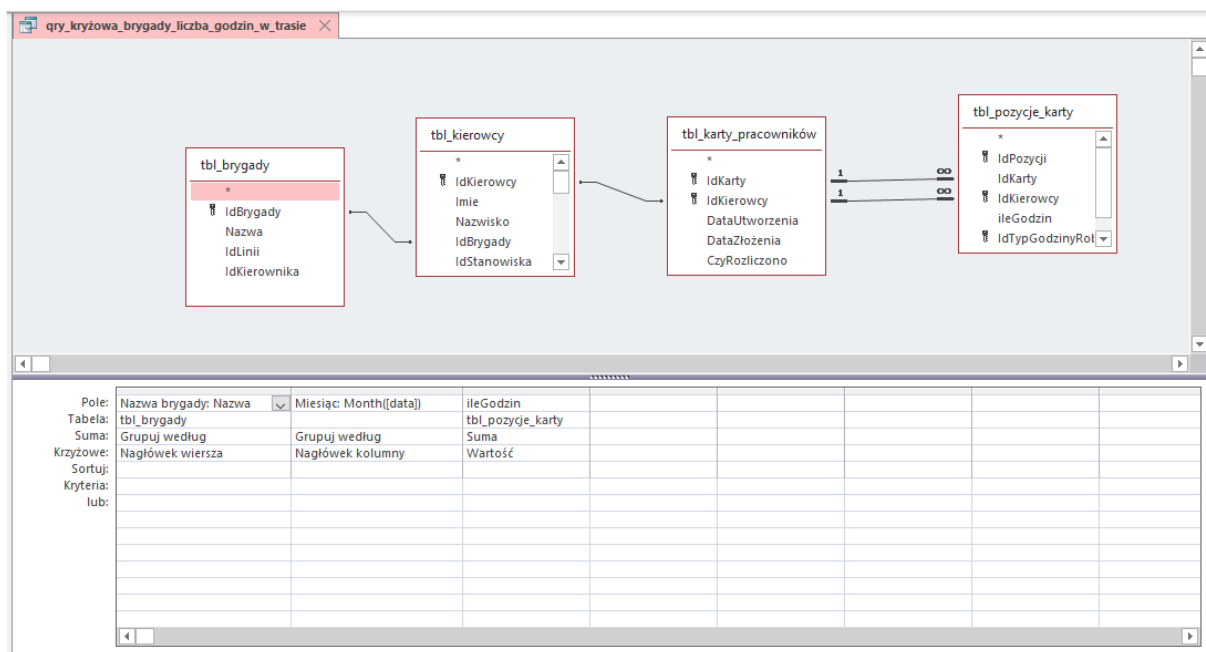 qry_kryżowa_brygady_liczba_godzin_w_trasie
tbl_brygady
*
IdBrygady
Nazwa
IdLinii
IdKierownika
tbl_kierowcy
*
IdKierowcy
Imie
Nazwisko
IdBrygady
IdStanowiska
tbl_karty_pracowników
*
IdKarty
IdKierowcy
DataUtworzenia
DataZłożenia
CzyRozliczono
1 ∞
1 ∞
tbl_pozycje_karty
*
IdPozycji
IdKarty
IdKierowcy
ileGodzin
IdTypGodzinyRol
Pole: Nazwa brygady: Nazwa Miesiąc: Month([data]) ileGodzin
Tabela: tbl_brygady tbl_pozycje_karty
Suma: Grupuj według Grupuj według Suma
Krzyżowe: Nagłówek wiersza Nagłówek kolumny Wartość
Sortuj:
Kryteria:
lub: